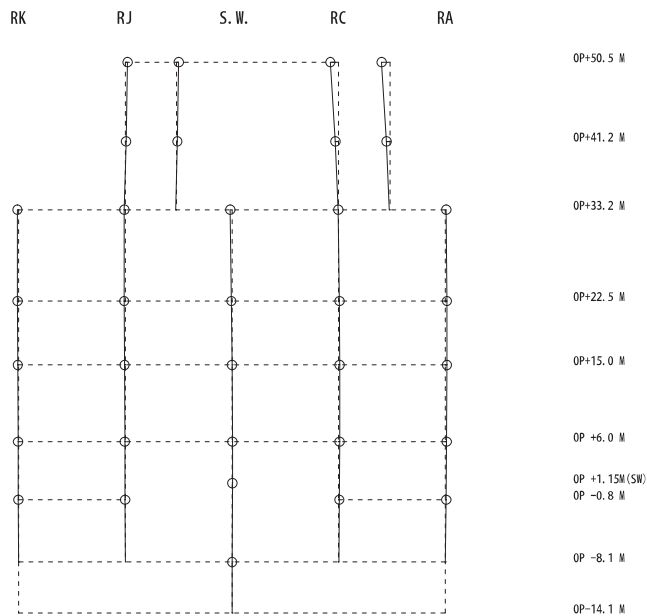 RK RJ S.W. RC RA
OP+50.5 M
OP+41.2 M
OP+33.2 M
OP+22.5 M
OP+15.0 M
OP +6.0 M
OP +1.15M(SW)
OP -0.8 M
OP -8.1 M
OP-14.1 M